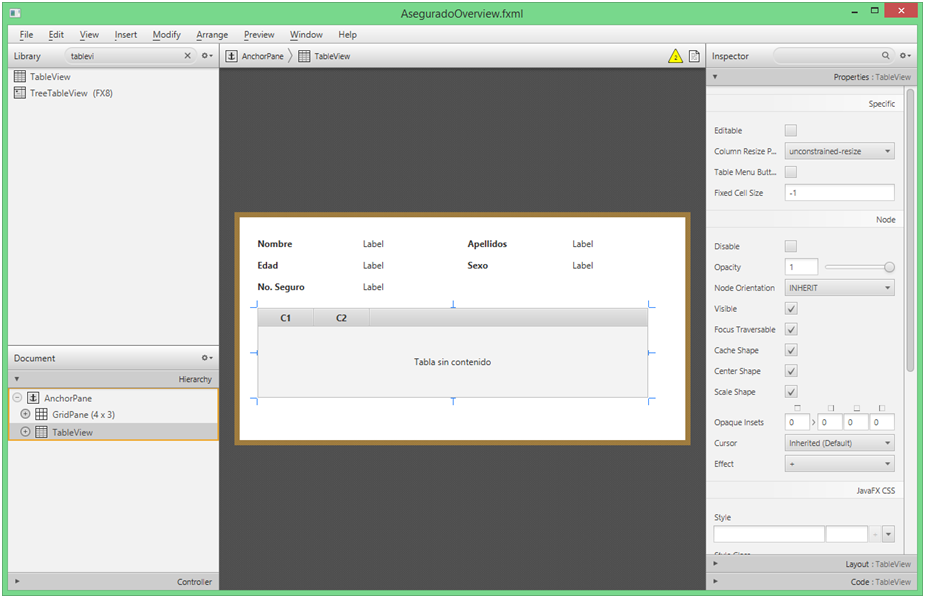 AseguradoOverview.fxml
File Edit View Insert Modify Arrange Preview Window Help
Library
tablevi
TableView
TreeTableView (FX8)
Document
Hierarchy
AnchorPane
GridPane (4 x 3)
TableView
Controller
AnchorPane
TableView
2
Nombre Label Apellidos Label
Edad Label Sexo Label
No. Seguro Label
C1 C2
Tabla sin contenido
Inspector
Properties : TableView
Specific
Editable
Column Resize P... unconstrained-resize
Table Menu Butt...
Fixed Cell Size -1
Node
Disable
Opacity 1
Node Orientation INHERIT
Visible
Focus Traversable
Cache Shape
Center Shape
Scale Shape
Opaque Insets 0 0 0 0
Cursor Inherited (Default)
Effect +
JavaFX CSS
Style
Layout : TableView
Code : TableView